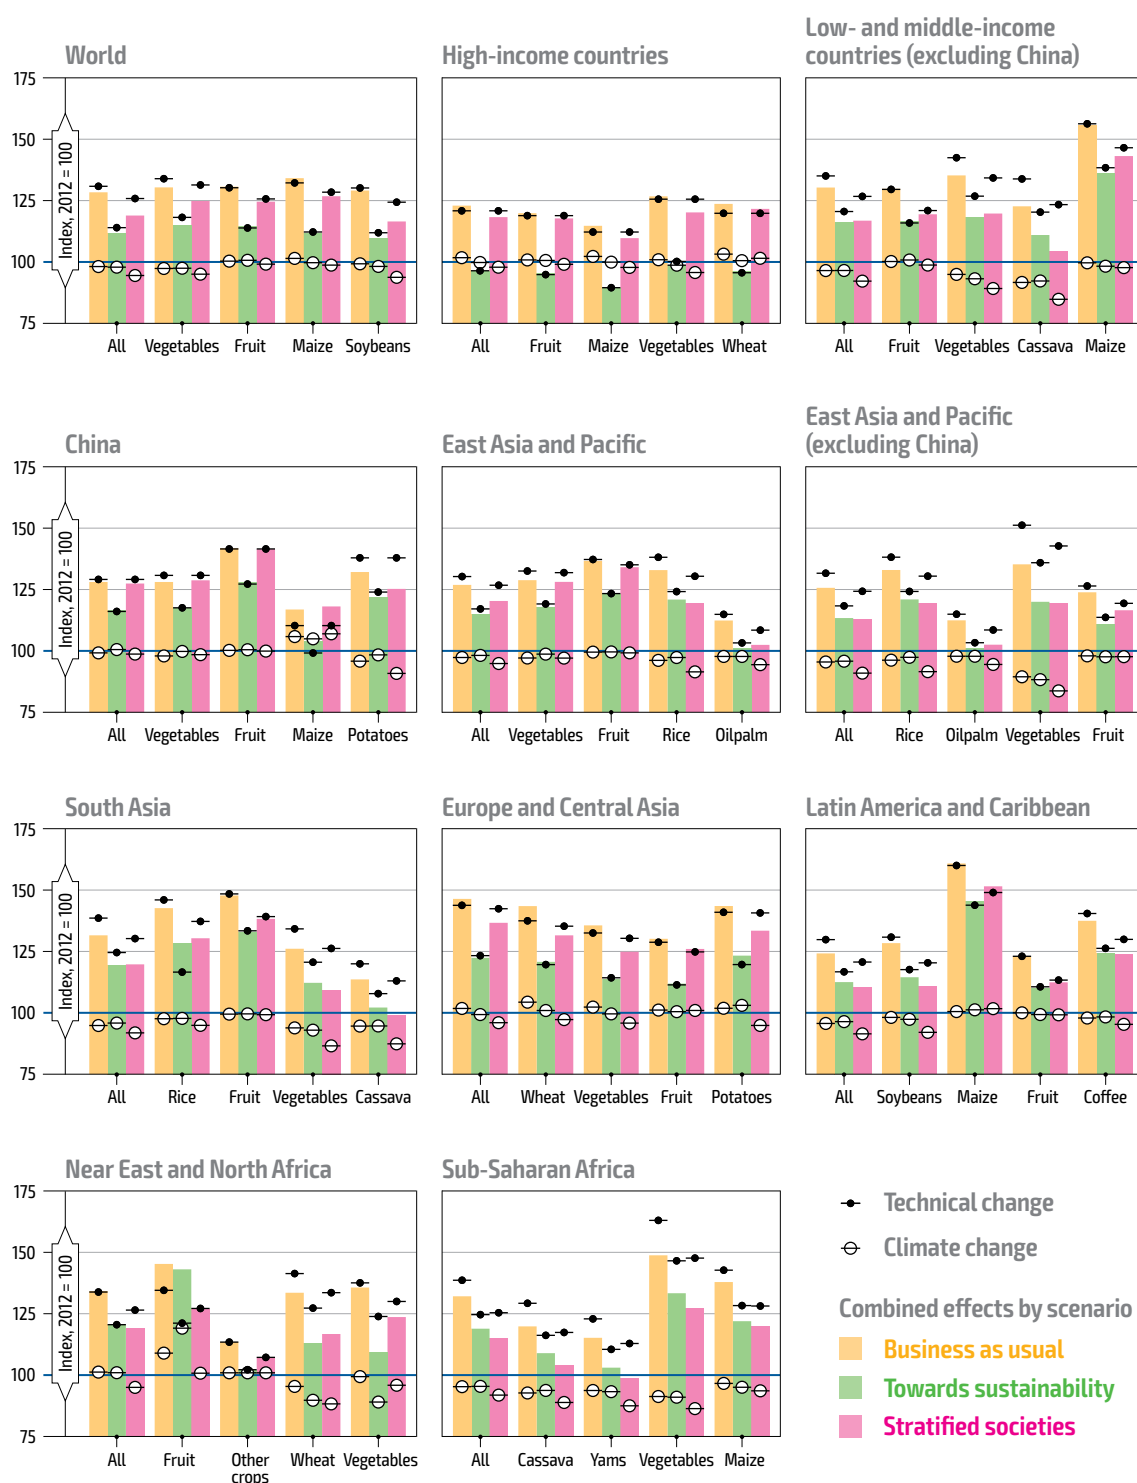 World
175
150
125
100
75
Index, 2012 = 100
All Vegetables Fruit Maize Soybeans
High-income countries
All Fruit Maize Vegetables Wheat
Low- and middle-income
countries (excluding China)
All Fruit Vegetables Cassava Maize
China
175
150
125
100
75
Index, 2012 = 100
All Vegetables Fruit Maize Potatoes
East Asia and Pacific
All Vegetables Fruit Rice Oilpalm
East Asia and Pacific
(excluding China)
All Rice Oilpalm Vegetables Fruit
South Asia
175
150
125
100
75
Index, 2012 = 100
All Rice Fruit Vegetables Cassava
Europe and Central Asia
All Wheat Vegetables Fruit Potatoes
Latin America and Caribbean
All Soybeans Maize Fruit Coffee
Near East and North Africa
175
150
125
100
75
Index, 2012 = 100
All Fruit Other Wheat Vegetables
crops
Sub-Saharan Africa
All Cassava Yams Vegetables Maize
Technical change
Climate change
Combined effects by scenario
Business as usual
Towards sustainability
Stratified societies